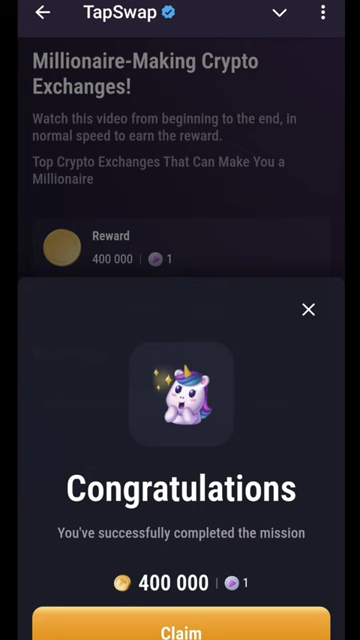 TapSwap
Millionaire-Making Crypto
Exchanges!
Watch this video from beginning to the end, in
normal speed to earn the reward.
Top Crypto Exchanges That Can Make You a
Millionaire
Reward
400 000 | 1
Congratulations
You've successfully completed the mission
400 000 | 1
Claim